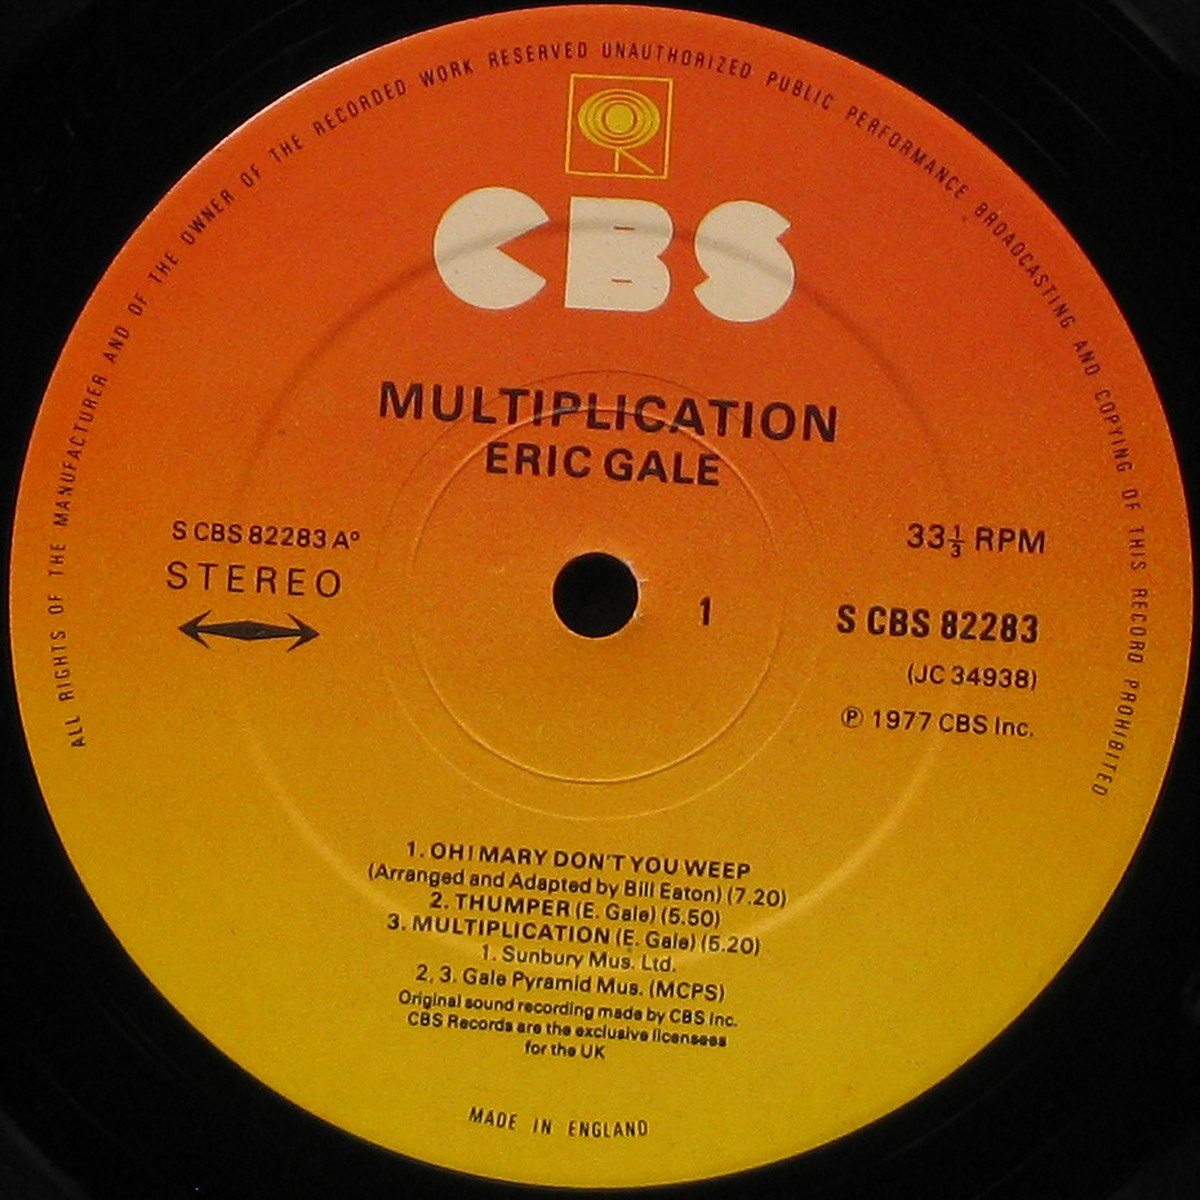 ALL RIGHTS OF THE MANUFACTURER AND OF THE OWNER OF THE RECORDED WORK RESERVED UNAUTHORIZED PUBLIC PERFORMANCE BROADCASTING AND COPYING OF THIS RECORD PROHIBITED
CBS
MULTIPLICATION
ERIC GALE
S CBS 82283 Aº
STEREO
33⅓ RPM
1
S CBS 82283
(JC 34938)
℗ 1977 CBS Inc.
1. OH! MARY DON'T YOU WEEP
(Arranged and Adapted by Bill Eaton) (7.20)
2. THUMPER (E. Gale) (5.50)
3. MULTIPLICATION (E. Gale) (5.20)
1. Sunbury Mus. Ltd.
2, 3. Gale Pyramid Mus. (MCPS)
Original sound recording made by CBS Inc.
CBS Records are the exclusive licensees
for the UK
MADE IN ENGLAND